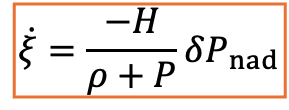 ξ̇ = −H / (ρ + P) δP_nad